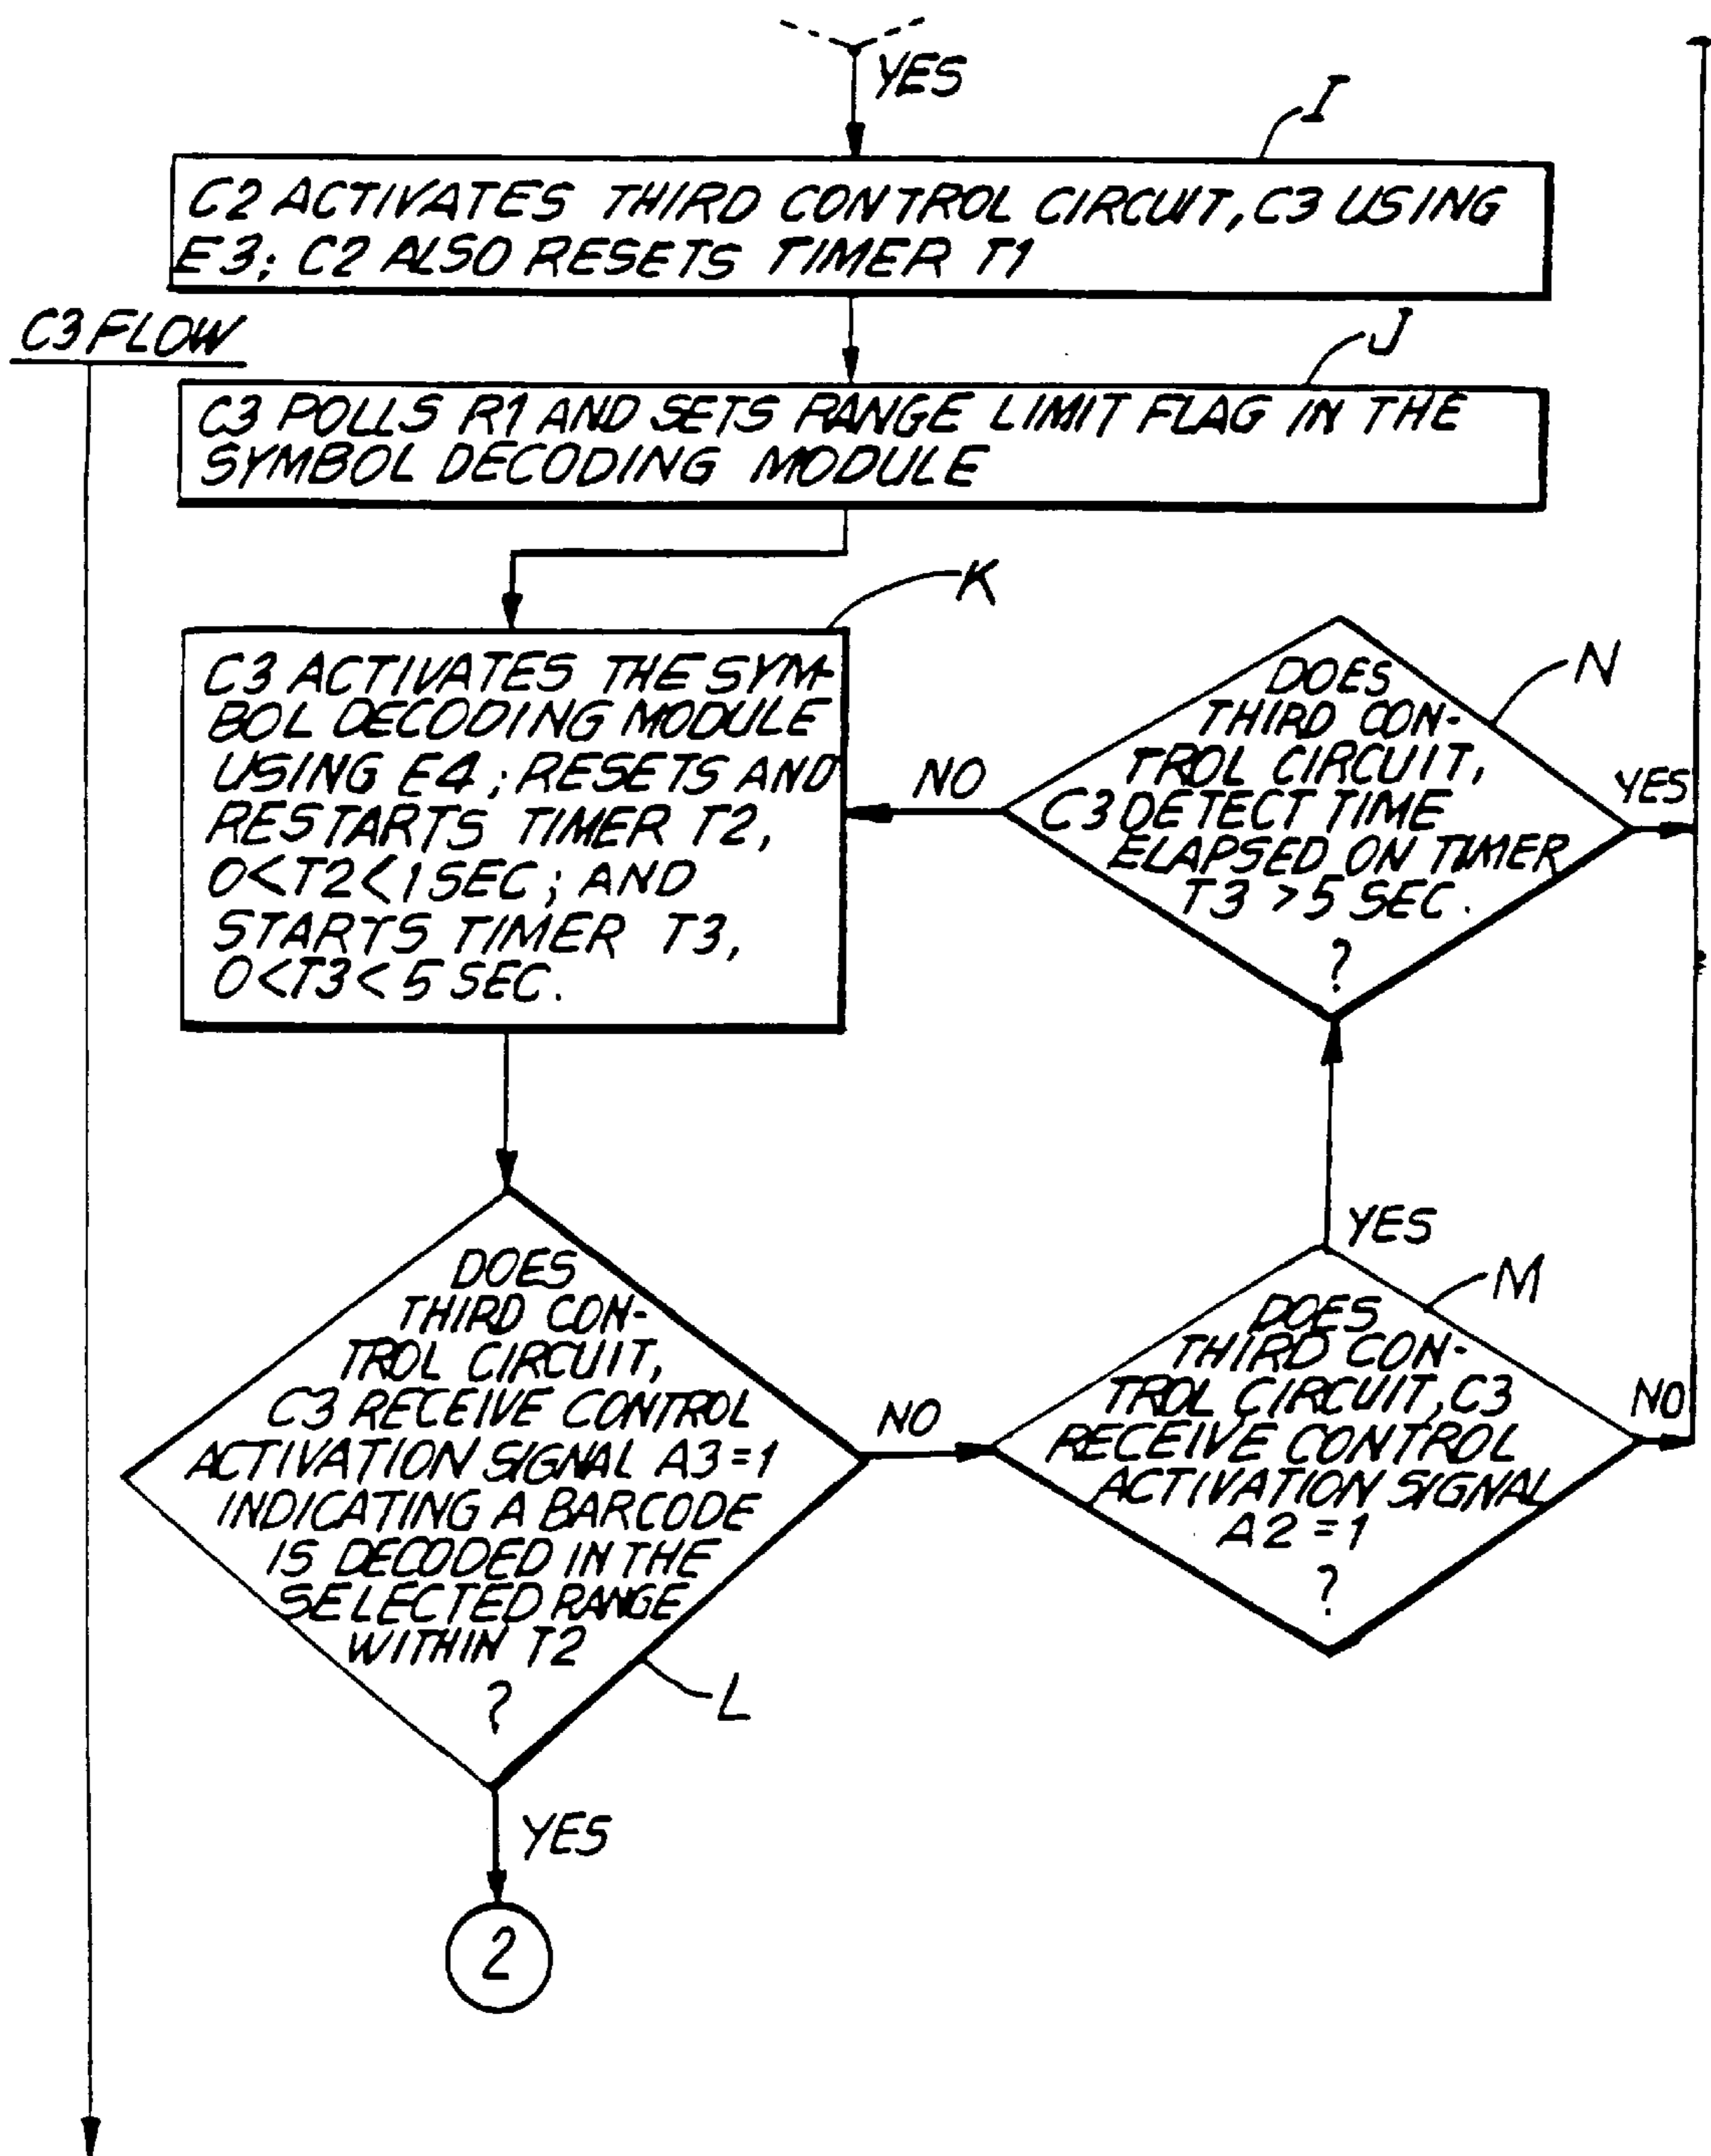 YES
I
C2 ACTIVATES THIRD CONTROL CIRCUIT, C3 USING
E3; C2 ALSO RESETS TIMER T1
C3 FLOW
J
C3 POLLS R1 AND SETS RANGE LIMIT FLAG IN THE
SYMBOL DECODING MODULE
K
C3 ACTIVATES THE SYM-
BOL DECODING MODULE
USING E4; RESETS AND
RESTARTS TIMER T2,
0<T2<1 SEC; AND
STARTS TIMER T3,
0<T3<5 SEC.
N
DOES
THIRD CON-
TROL CIRCUIT,
C3 DETECT TIME
ELAPSED ON TIMER
T3 >5 SEC.
?
NO
YES
DOES
THIRD CON-
TROL CIRCUIT,
C3 RECEIVE CONTROL
ACTIVATION SIGNAL A3=1
INDICATING A BARCODE
IS DECODED IN THE
SELECTED RANGE
WITHIN T2
?
L
NO
YES
M
DOES
THIRD CON-
TROL CIRCUIT, C3
RECEIVE CONTROL
ACTIVATION SIGNAL
A2=1
?
NO
YES
2